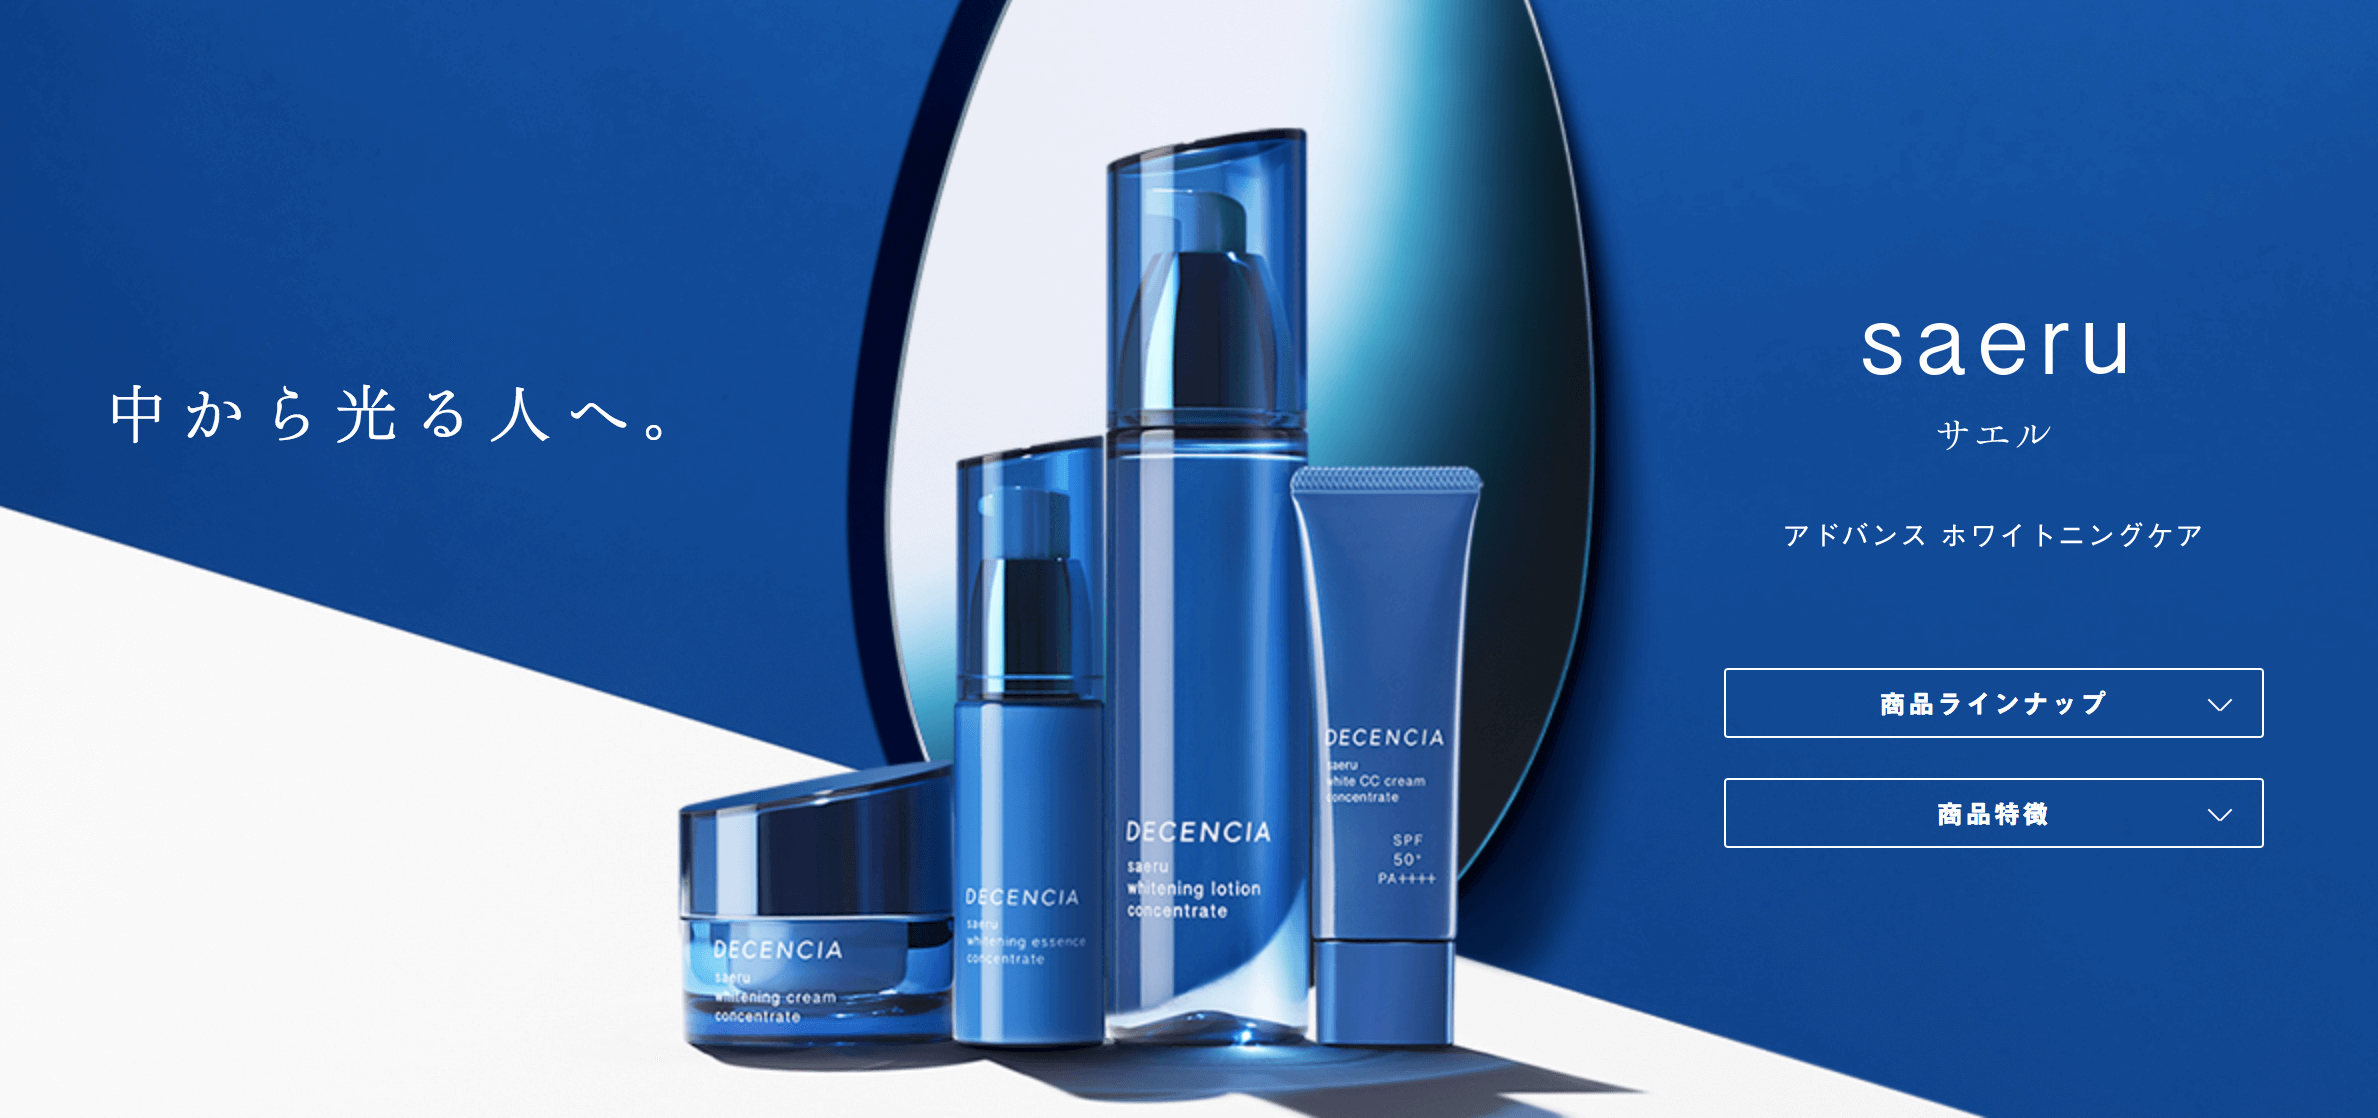 中から光る人へ。
saeru
サエル
アドバンス ホワイトニングケア
商品ラインナップ
商品特徴
DECENCIA
saeru
whitening cream
concentrate
DECENCIA
saeru
whitening essence
concentrate
DECENCIA
saeru
whitening lotion
concentrate
DECENCIA
saeru
white CC cream
concentrate
SPF
50+
PA++++